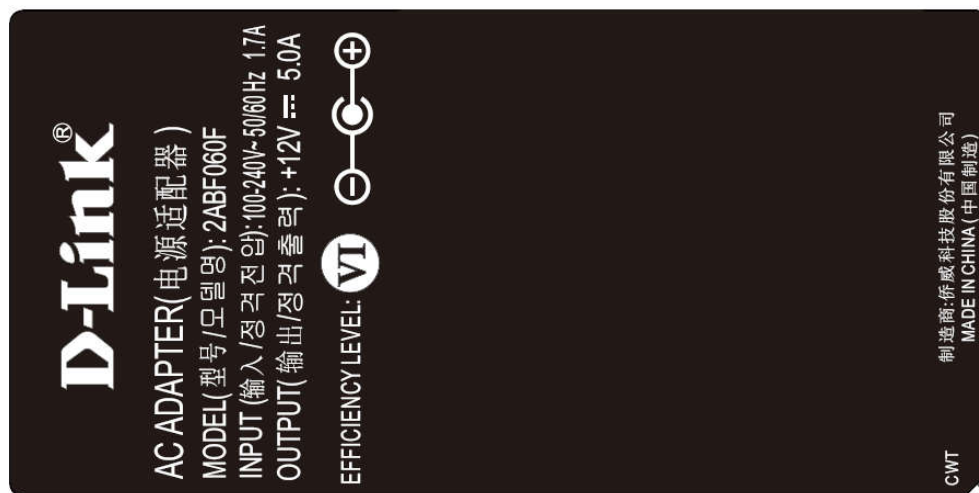 D-Link®
AC ADAPTER(电源适配器)
MODEL(型号/모델명): 2ABF060F
INPUT(输入/정격전압):100-240V~50/60Hz 1.7A
OUTPUT(输出/정격출력): +12V⎓ 5.0A
EFFICIENCY LEVEL: VI
制造商:侨威科技股份有限公司
CWT MADE IN CHINA(中国制造)